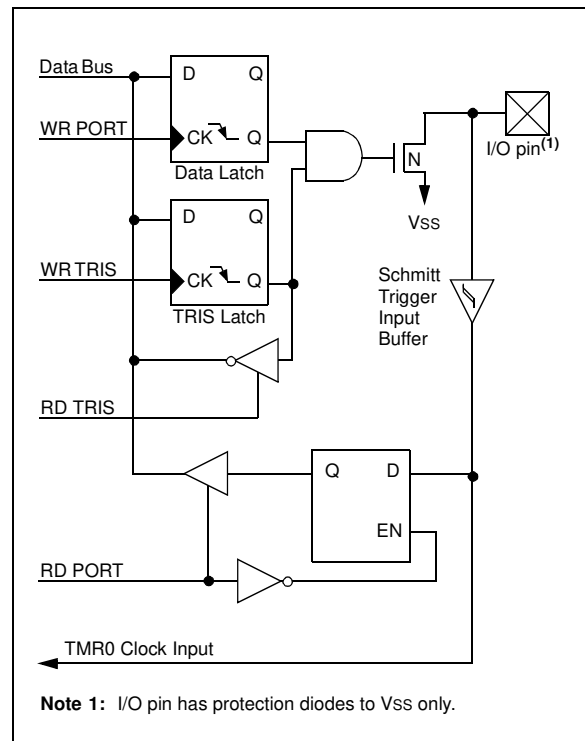 Data Bus
D Q
WR PORT
CK Q
Data Latch
N
I/O pin(1)
VSS
D Q
WR TRIS
CK Q
TRIS Latch
Schmitt
Trigger
Input
Buffer
RD TRIS
Q D
EN
RD PORT
TMR0 Clock Input
Note 1: I/O pin has protection diodes to VSS only.